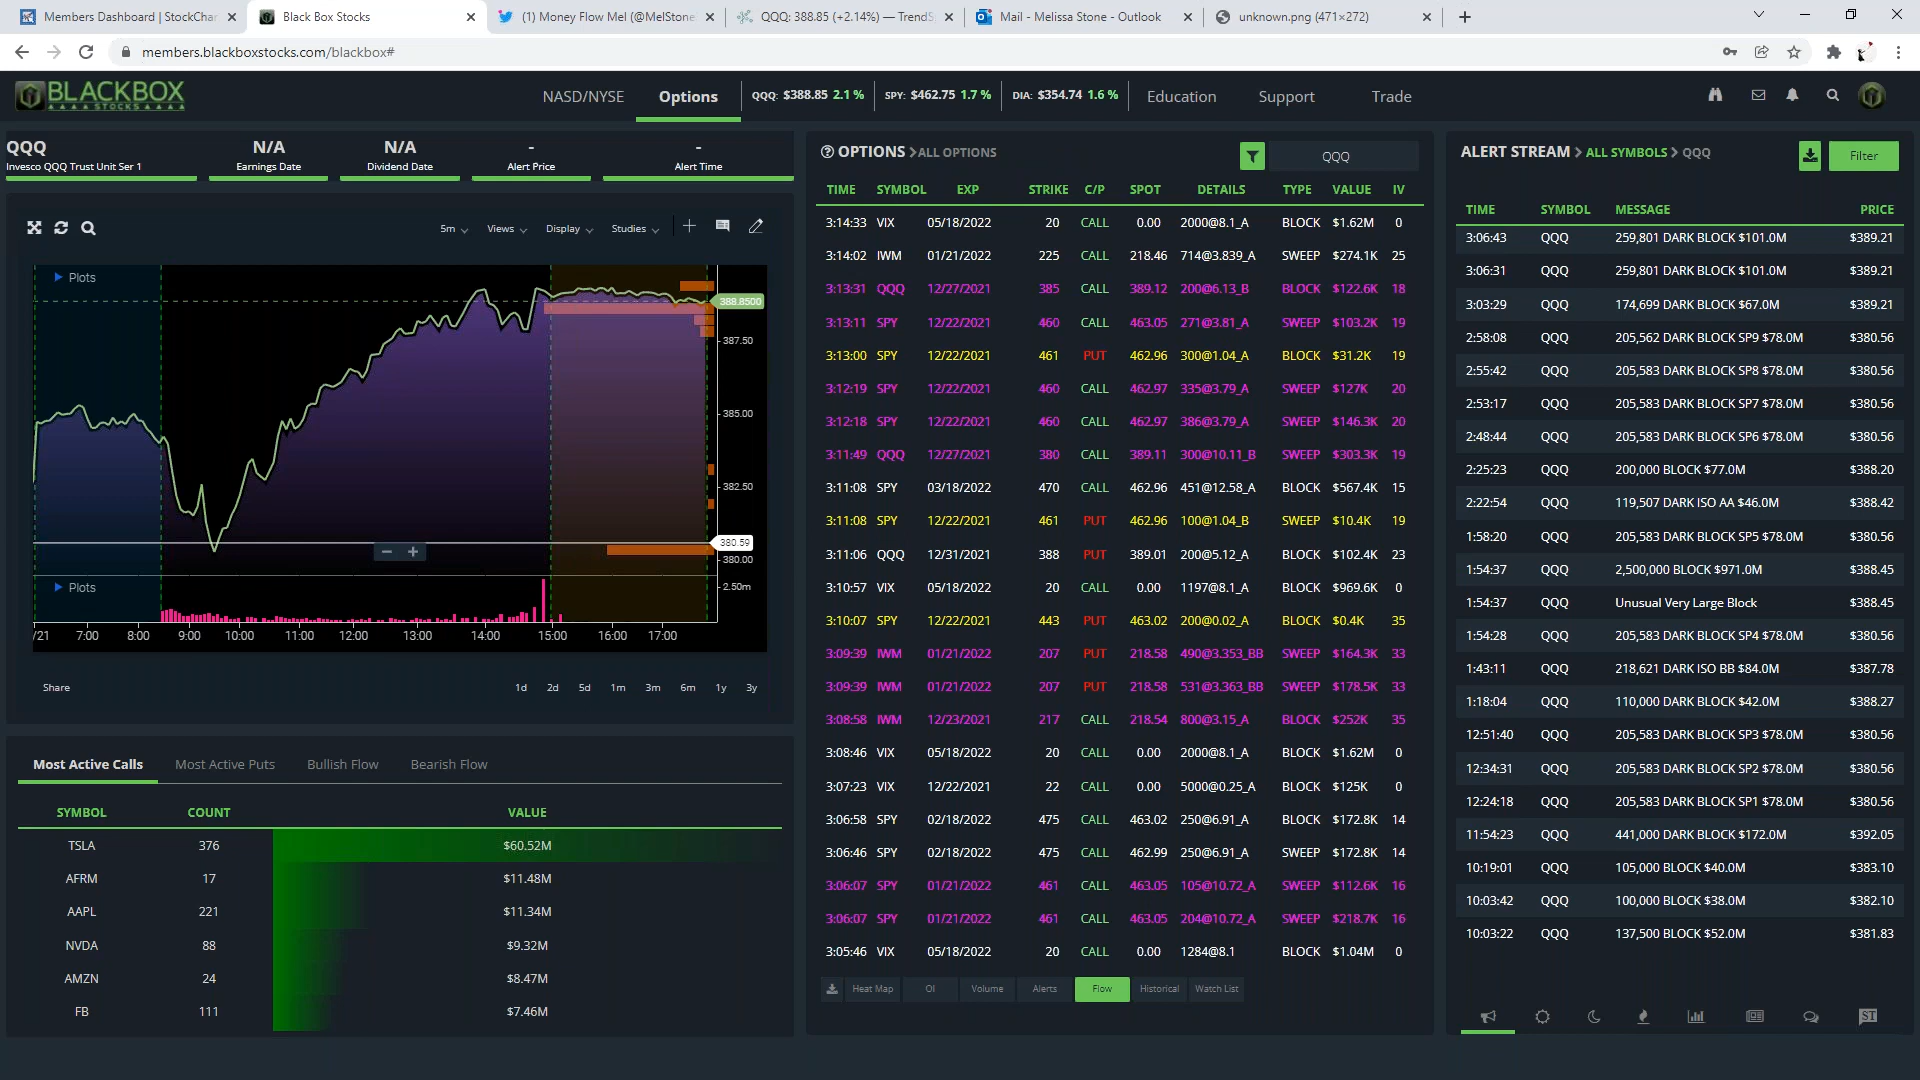 Members Dashboard | StockChar
Black Box Stocks
(1) Money Flow Mel (@MelStone
QQQ: 388.85 (+2.14%) — TrendS
Mail - Melissa Stone - Outlook
unknown.png (471×272)
members.blackboxstocks.com/blackbox#
BLACKBOX
STOCKS
NASD/NYSE
Options
QQQ: $388.85 2.1 %
SPY: $462.75 1.7 %
DIA: $354.74 1.6 %
Education
Support
Trade
QQQ
Invesco QQQ Trust Unit Ser 1
N/A
Earnings Date
N/A
Dividend Date
-
Alert Price
-
Alert Time
5m
Views
Display
Studies
Plots
388.8500
387.50
385.00
382.50
380.59
380.00
Plots
2.50m
/21 7:00 8:00 9:00 10:00 11:00 12:00 13:00 14:00 15:00 16:00 17:00
Share
1d 2d 5d 1m 3m 6m 1y 3y
Most Active Calls
Most Active Puts
Bullish Flow
Bearish Flow
SYMBOL COUNT VALUE
TSLA 376 $60.52M
AFRM 17 $11.48M
AAPL 221 $11.34M
NVDA 88 $9.32M
AMZN 24 $8.47M
FB 111 $7.46M
OPTIONS >ALL OPTIONS
QQQ
TIME SYMBOL EXP STRIKE C/P SPOT DETAILS TYPE VALUE IV
3:14:33 VIX 05/18/2022 20 CALL 0.00 2000@8.1_A BLOCK $1.62M 0
3:14:02 IWM 01/21/2022 225 CALL 218.46 714@3.839_A SWEEP $274.1K 25
3:13:31 QQQ 12/27/2021 385 CALL 389.12 200@6.13_B BLOCK $122.6K 18
3:13:11 SPY 12/22/2021 460 CALL 463.05 271@3.81_A SWEEP $103.2K 19
3:13:00 SPY 12/22/2021 461 PUT 462.96 300@1.04_A BLOCK $31.2K 19
3:12:19 SPY 12/22/2021 460 CALL 462.97 335@3.79_A SWEEP $127K 20
3:12:18 SPY 12/22/2021 460 CALL 462.97 386@3.79_A SWEEP $146.3K 20
3:11:49 QQQ 12/27/2021 380 CALL 389.11 300@10.11_B SWEEP $303.3K 19
3:11:08 SPY 03/18/2022 470 CALL 462.96 451@12.58_A BLOCK $567.4K 15
3:11:08 SPY 12/22/2021 461 PUT 462.96 100@1.04_B SWEEP $10.4K 19
3:11:06 QQQ 12/31/2021 388 PUT 389.01 200@5.12_A BLOCK $102.4K 23
3:10:57 VIX 05/18/2022 20 CALL 0.00 1197@8.1_A BLOCK $969.6K 0
3:10:07 SPY 12/22/2021 443 PUT 463.02 200@0.02_A BLOCK $0.4K 35
3:09:39 IWM 01/21/2022 207 PUT 218.58 490@3.353_BB SWEEP $164.3K 33
3:09:39 IWM 01/21/2022 207 PUT 218.58 531@3.363_BB SWEEP $178.5K 33
3:08:58 IWM 12/23/2021 217 CALL 218.54 800@3.15_A BLOCK $252K 35
3:08:46 VIX 05/18/2022 20 CALL 0.00 2000@8.1_A BLOCK $1.62M 0
3:07:23 VIX 12/22/2021 22 CALL 0.00 5000@0.25_A BLOCK $125K 0
3:06:58 SPY 02/18/2022 475 CALL 463.02 250@6.91_A BLOCK $172.8K 14
3:06:46 SPY 02/18/2022 475 CALL 462.99 250@6.91_A SWEEP $172.8K 14
3:06:07 SPY 01/21/2022 461 CALL 463.05 105@10.72_A SWEEP $112.6K 16
3:06:07 SPY 01/21/2022 461 CALL 463.05 204@10.72_A SWEEP $218.7K 16
3:05:46 VIX 05/18/2022 20 CALL 0.00 1284@8.1 BLOCK $1.04M 0
Heat Map OI Volume Alerts Flow Historical Watch List
ALERT STREAM > ALL SYMBOLS > QQQ
Filter
TIME SYMBOL MESSAGE PRICE
3:06:43 QQQ 259,801 DARK BLOCK $101.0M $389.21
3:06:31 QQQ 259,801 DARK BLOCK $101.0M $389.21
3:03:29 QQQ 174,699 DARK BLOCK $67.0M $389.21
2:58:08 QQQ 205,562 DARK BLOCK SP9 $78.0M $380.56
2:55:42 QQQ 205,583 DARK BLOCK SP8 $78.0M $380.56
2:53:17 QQQ 205,583 DARK BLOCK SP7 $78.0M $380.56
2:48:44 QQQ 205,583 DARK BLOCK SP6 $78.0M $380.56
2:25:23 QQQ 200,000 BLOCK $77.0M $388.20
2:22:54 QQQ 119,507 DARK ISO AA $46.0M $388.42
1:58:20 QQQ 205,583 DARK BLOCK SP5 $78.0M $380.56
1:54:37 QQQ 2,500,000 BLOCK $971.0M $388.45
1:54:37 QQQ Unusual Very Large Block $388.45
1:54:28 QQQ 205,583 DARK BLOCK SP4 $78.0M $380.56
1:43:11 QQQ 218,621 DARK ISO BB $84.0M $387.78
1:18:04 QQQ 110,000 DARK BLOCK $42.0M $388.27
12:51:40 QQQ 205,583 DARK BLOCK SP3 $78.0M $380.56
12:34:31 QQQ 205,583 DARK BLOCK SP2 $78.0M $380.56
12:24:18 QQQ 205,583 DARK BLOCK SP1 $78.0M $380.56
11:54:23 QQQ 441,000 DARK BLOCK $172.0M $392.05
10:19:01 QQQ 105,000 BLOCK $40.0M $383.10
10:03:42 QQQ 100,000 BLOCK $38.0M $382.10
10:03:22 QQQ 137,500 BLOCK $52.0M $381.83
ST